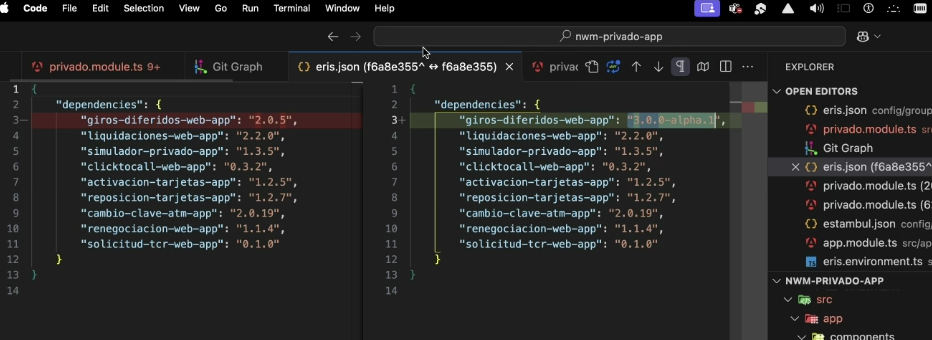 Code File Edit Selection View Go Run Terminal Window Help
nwm-privado-app
privado.module.ts 9+ Git Graph {} eris.json (f6a8e355^ ↔ f6a8e355) × ¶ ···
EXPLORER
1 {
2 "dependencies": {
3 "giros-diferidos-web-app": "2.0.5",
4 "liquidaciones-web-app": "2.2.0",
5 "simulador-privado-app": "1.3.5",
6 "clicktocall-web-app": "0.3.2",
7 "activacion-tarjetas-app": "1.2.5",
8 "reposicion-tarjetas-app": "1.2.7",
9 "cambio-clave-atm-app": "2.0.19",
10 "renegociacion-web-app": "1.1.4",
11 "solicitud-tcr-web-app": "0.1.0"
12 }
13 }
14
1 {
2 "dependencies": {
3+ "giros-diferidos-web-app": "3.0.0-alpha.1",
4 "liquidaciones-web-app": "2.2.0",
5 "simulador-privado-app": "1.3.5",
6 "clicktocall-web-app": "0.3.2",
7 "activacion-tarjetas-app": "1.2.5",
8 "reposicion-tarjetas-app": "1.2.7",
9 "cambio-clave-atm-app": "2.0.19",
10 "renegociacion-web-app": "1.1.4",
11 "solicitud-tcr-web-app": "0.1.0"
12 }
13 }
14
OPEN EDITORS
{} eris.json config/group
privado.module.ts
Git Graph
× {} eris.json (f6a8e355^
privado.module.ts (2
privado.module.ts (6
{} estambul.json config/
app.module.ts src/ap
TS eris.environment.ts
NWM-PRIVADO-APP
src
app
components